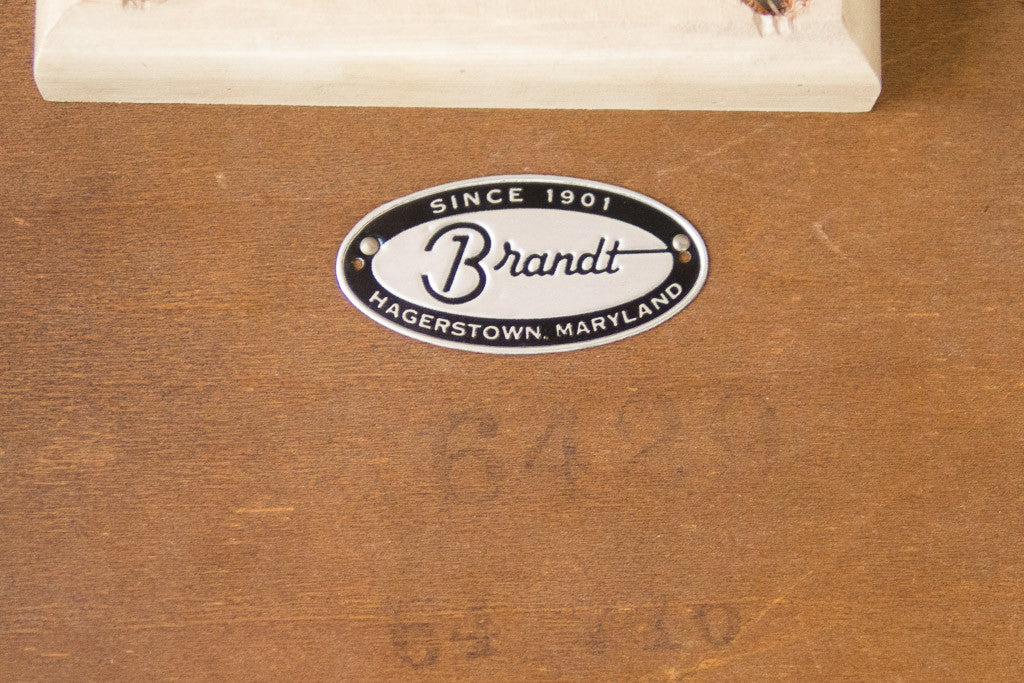 SINCE 1901
Brandt
HAGERSTOWN, MARYLAND